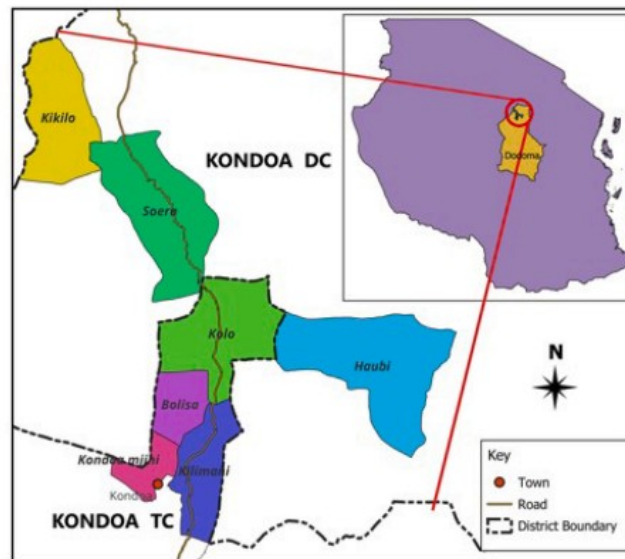 Kikilo
KONDOA DC
Soera
Dodoma
Kolo
Haubi
N
Bolisa
Kondoa mjini
Kilimani
Kondoa
KONDOA TC
Key
Town
Road
District Boundary